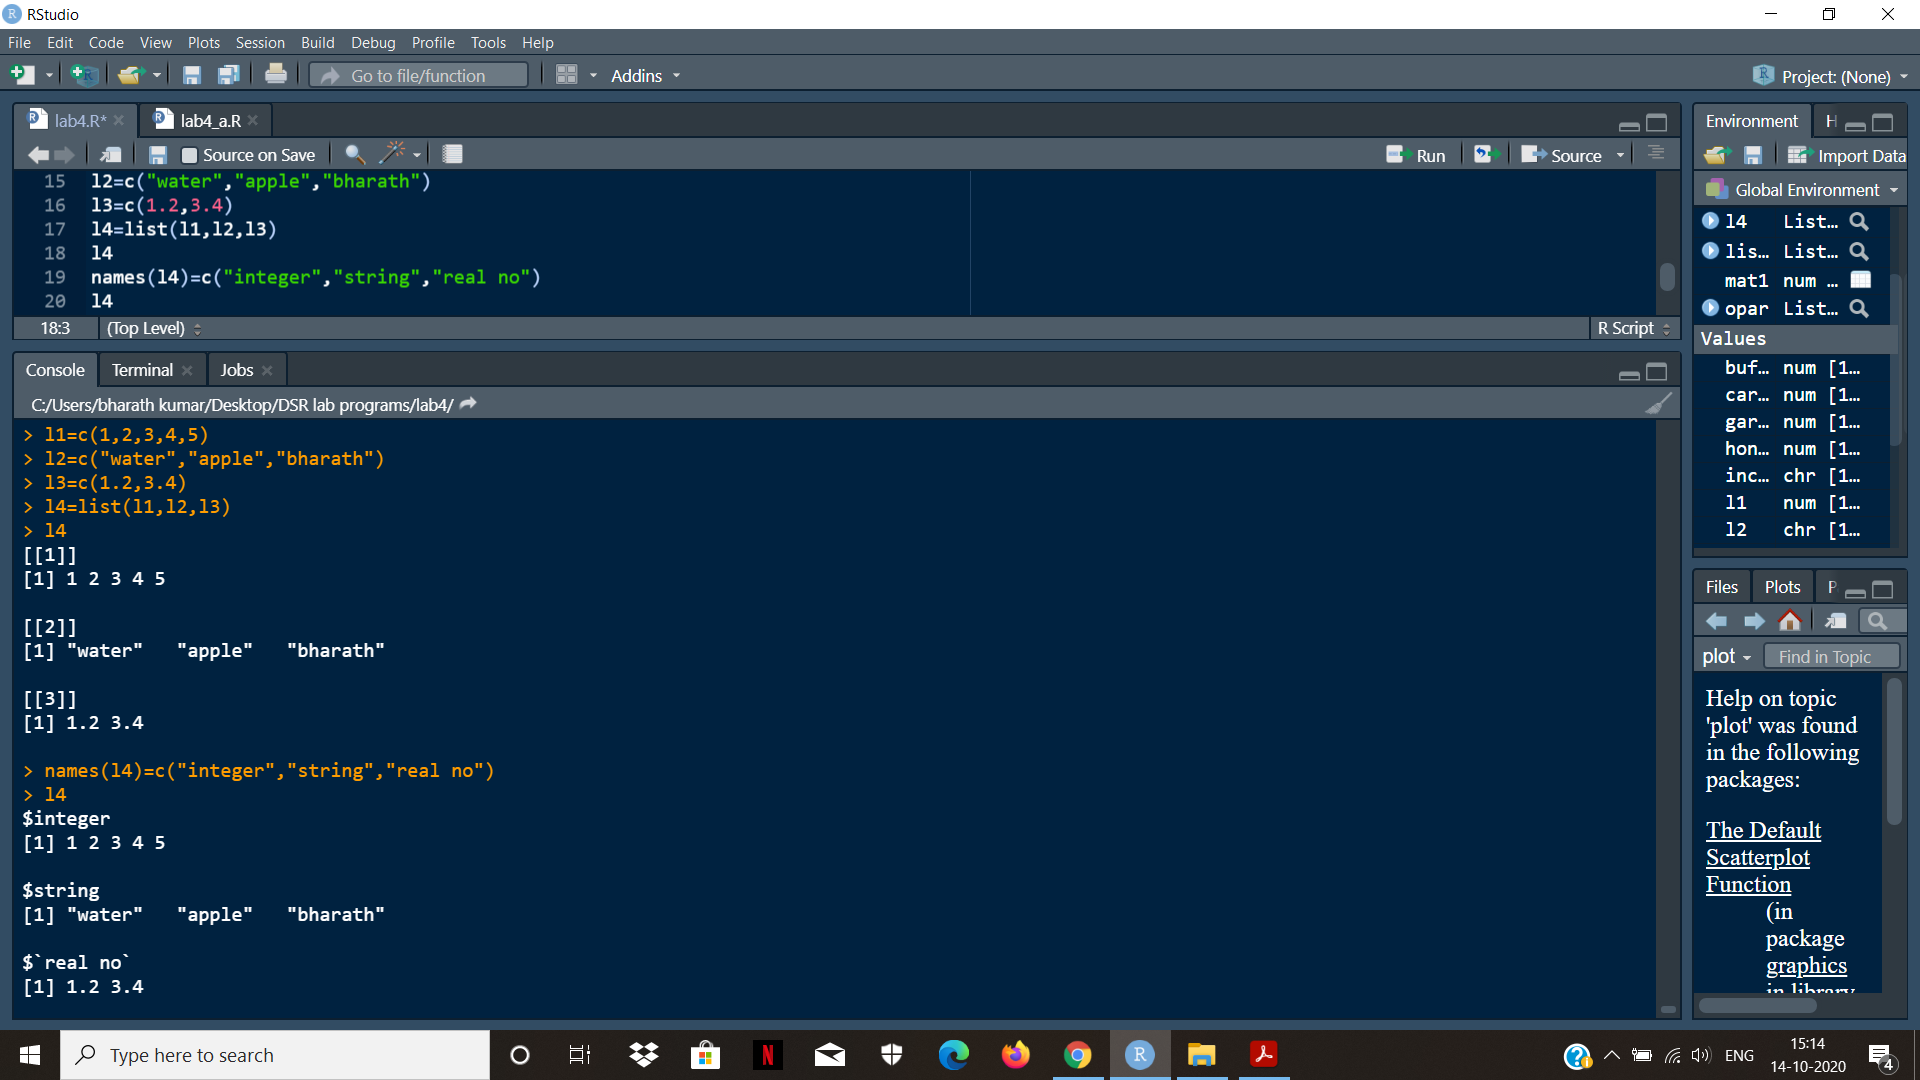 RStudio
File Edit Code View Plots Session Build Debug Profile Tools Help
Go to file/function Addins Project: (None)
lab4.R* lab4_a.R
Source on Save Run Source
15 l2=c("water","apple","bharath")
16 l3=c(1.2,3.4)
17 l4=list(l1,l2,l3)
18 l4
19 names(l4)=c("integer","string","real no")
20 l4
18:3 (Top Level) R Script
Console Terminal Jobs
C:/Users/bharath kumar/Desktop/DSR lab programs/lab4/
> l1=c(1,2,3,4,5)
> l2=c("water","apple","bharath")
> l3=c(1.2,3.4)
> l4=list(l1,l2,l3)
> l4
[[1]]
[1] 1 2 3 4 5
[[2]]
[1] "water" "apple" "bharath"
[[3]]
[1] 1.2 3.4
> names(l4)=c("integer","string","real no")
> l4
$integer
[1] 1 2 3 4 5
$string
[1] "water" "apple" "bharath"
$`real no`
[1] 1.2 3.4
Environment H
Import Data
Global Environment
l4 List…
lis… List…
mat1 num …
opar List…
Values
buf… num [1…
car… num [1…
gar… num [1…
hon… num [1…
inc… chr [1…
l1 num [1…
l2 chr [1…
Files Plots P
plot Find in Topic
Help on topic
'plot' was found
in the following
packages:
The Default
Scatterplot
Function
(in
package
graphics
in library
Type here to search
ENG
15:14
14-10-2020
4